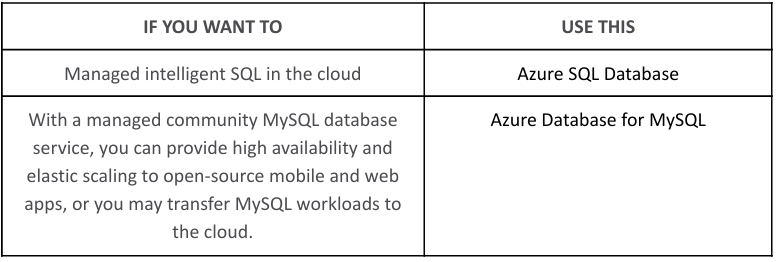 IF YOU WANT TO
USE THIS
Managed intelligent SQL in the cloud
Azure SQL Database
With a managed community MySQL database
service, you can provide high availability and
elastic scaling to open-source mobile and web
apps, or you may transfer MySQL workloads to
the cloud.
Azure Database for MySQL